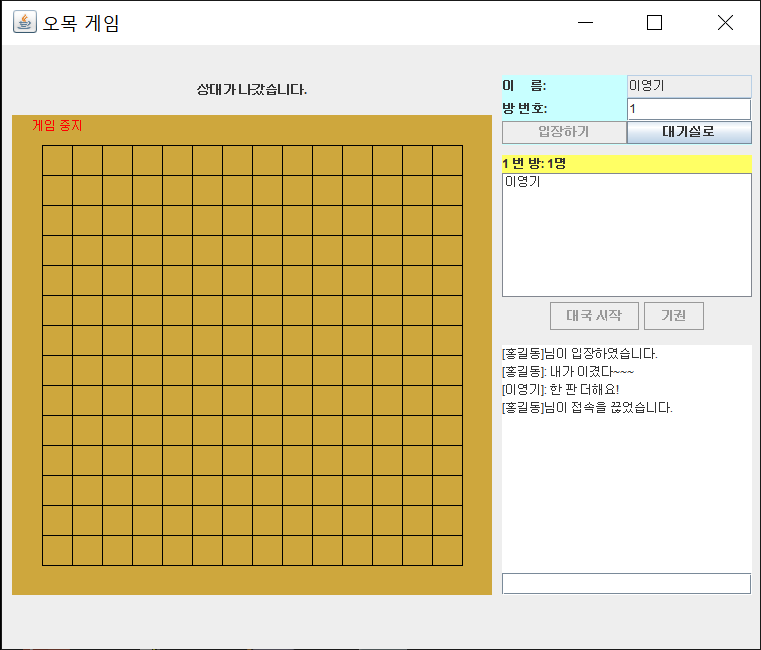 오목 게임
상대가 나갔습니다.
게임 중지
이 름: 이영기
방 번호: 1
입장하기 대기실로
1 번 방: 1명
이영기
대국 시작 기권
[홍길동]님이 입장하였습니다.
[홍길동]: 내가 이겼다~~~
[이영기]: 한 판 더해요!
[홍길동]님이 접속을 끊었습니다.